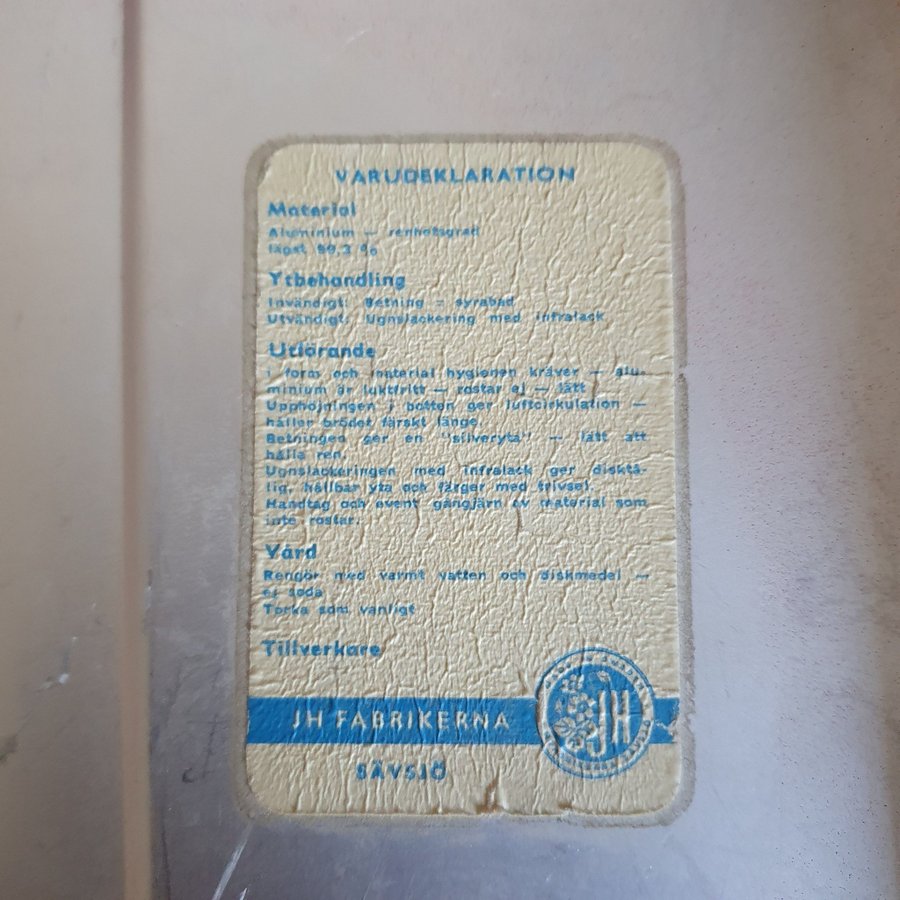 VARUDEKLARATION
Material
Aluminium — renhetsgrad
lägst 99,3 %
Ytbehandling
Invändigt: Betning = syrabad
Utvändigt: Ugnslackering med infralack
Utförande
i form och material hygienen kräver — alu-
minium är luktfritt — rostar ej — lätt
Upphöjningen i botten ger luftcirkulation —
håller brödet färskt länge.
Betningen ger en "silveryta" — lätt att
hålla ren.
Ugnslackeringen med infralack ger disktå-
lig, hållbar yta och färger med trivsel.
Handtag och event gångjärn av material som
inte rostar.
Vård
Rengör med varmt vatten och diskmedel —
ej soda
Torka som vanligt
Tillverkare
JH FABRIKERNA
JH
SÄVSJÖ